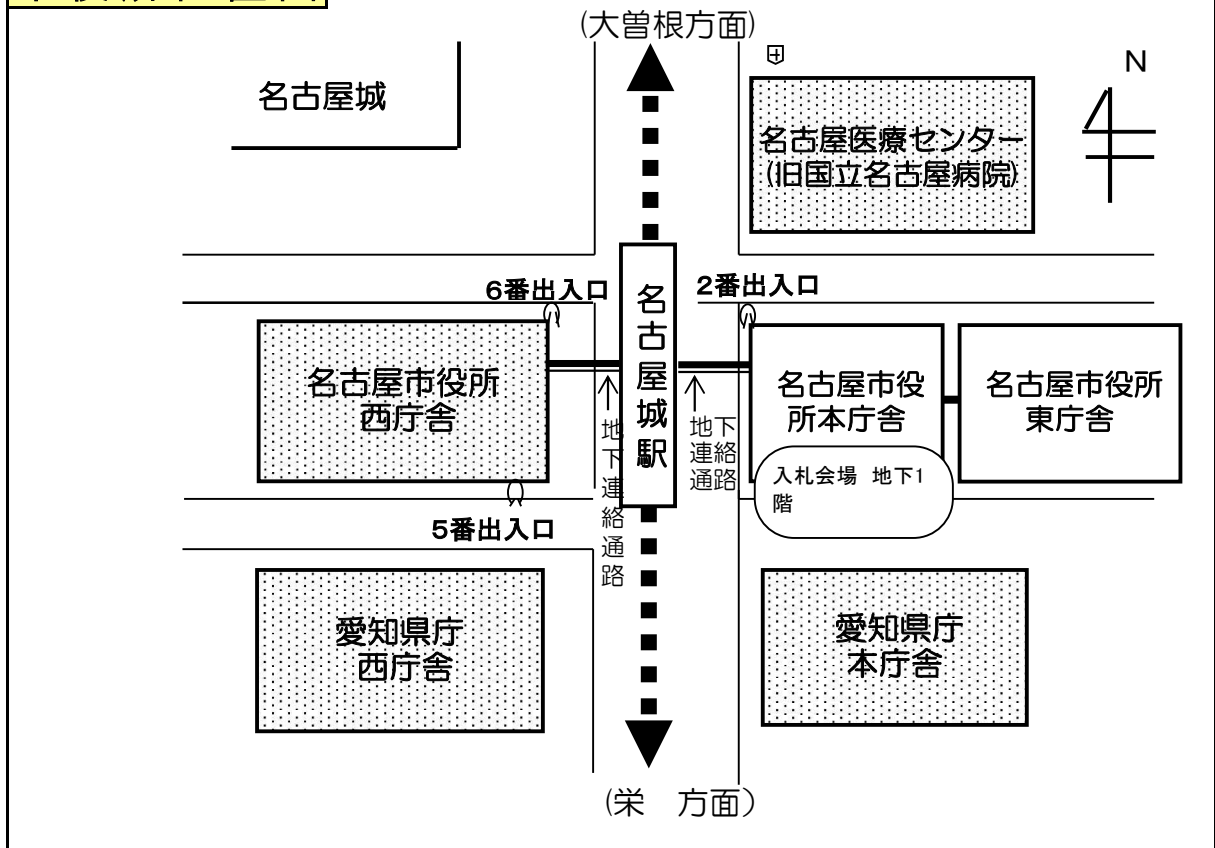 (大曽根方面)
N
名古屋城
名古屋医療センター
(旧国立名古屋病院)
6番出入口
2番出入口
名古屋城駅
名古屋市役所
西庁舎
名古屋市役
所本庁舎
名古屋市役所
東庁舎
地下連絡通路
地下
連絡
通路
入札会場 地下1
階
5番出入口
愛知県庁
西庁舎
愛知県庁
本庁舎
(栄 方面)